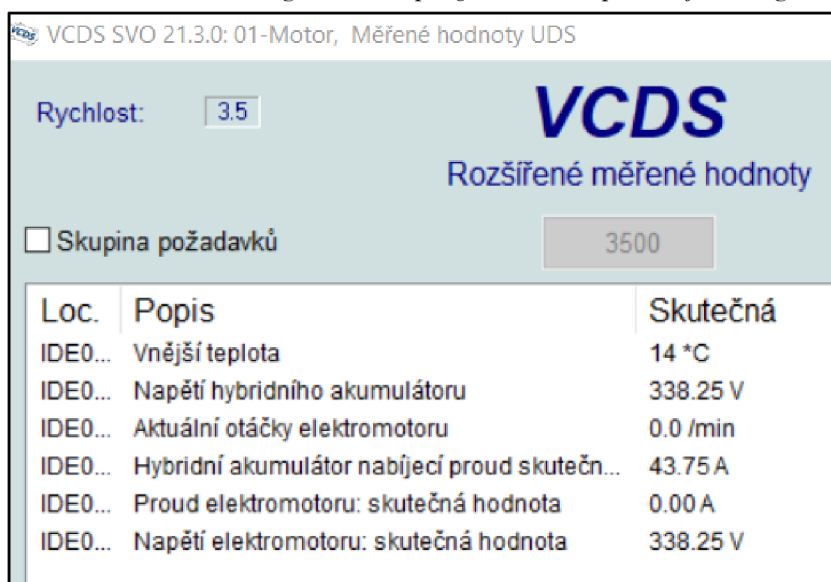 VCDS SVO 21.3.0: 01-Motor, Měřené hodnoty UDS
Rychlost: 3.5
VCDS
Rozšířené měřené hodnoty
Skupina požadavků 3500
Loc. Popis Skutečná
IDE0... Vnější teplota 14 *C
IDE0... Napětí hybridního akumulátoru 338.25 V
IDE0... Aktuální otáčky elektromotoru 0.0 /min
IDE0... Hybridní akumulátor nabíjecí proud skutečn... 43.75 A
IDE0... Proud elektromotoru: skutečná hodnota 0.00 A
IDE0... Napětí elektromotoru: skutečná hodnota 338.25 V